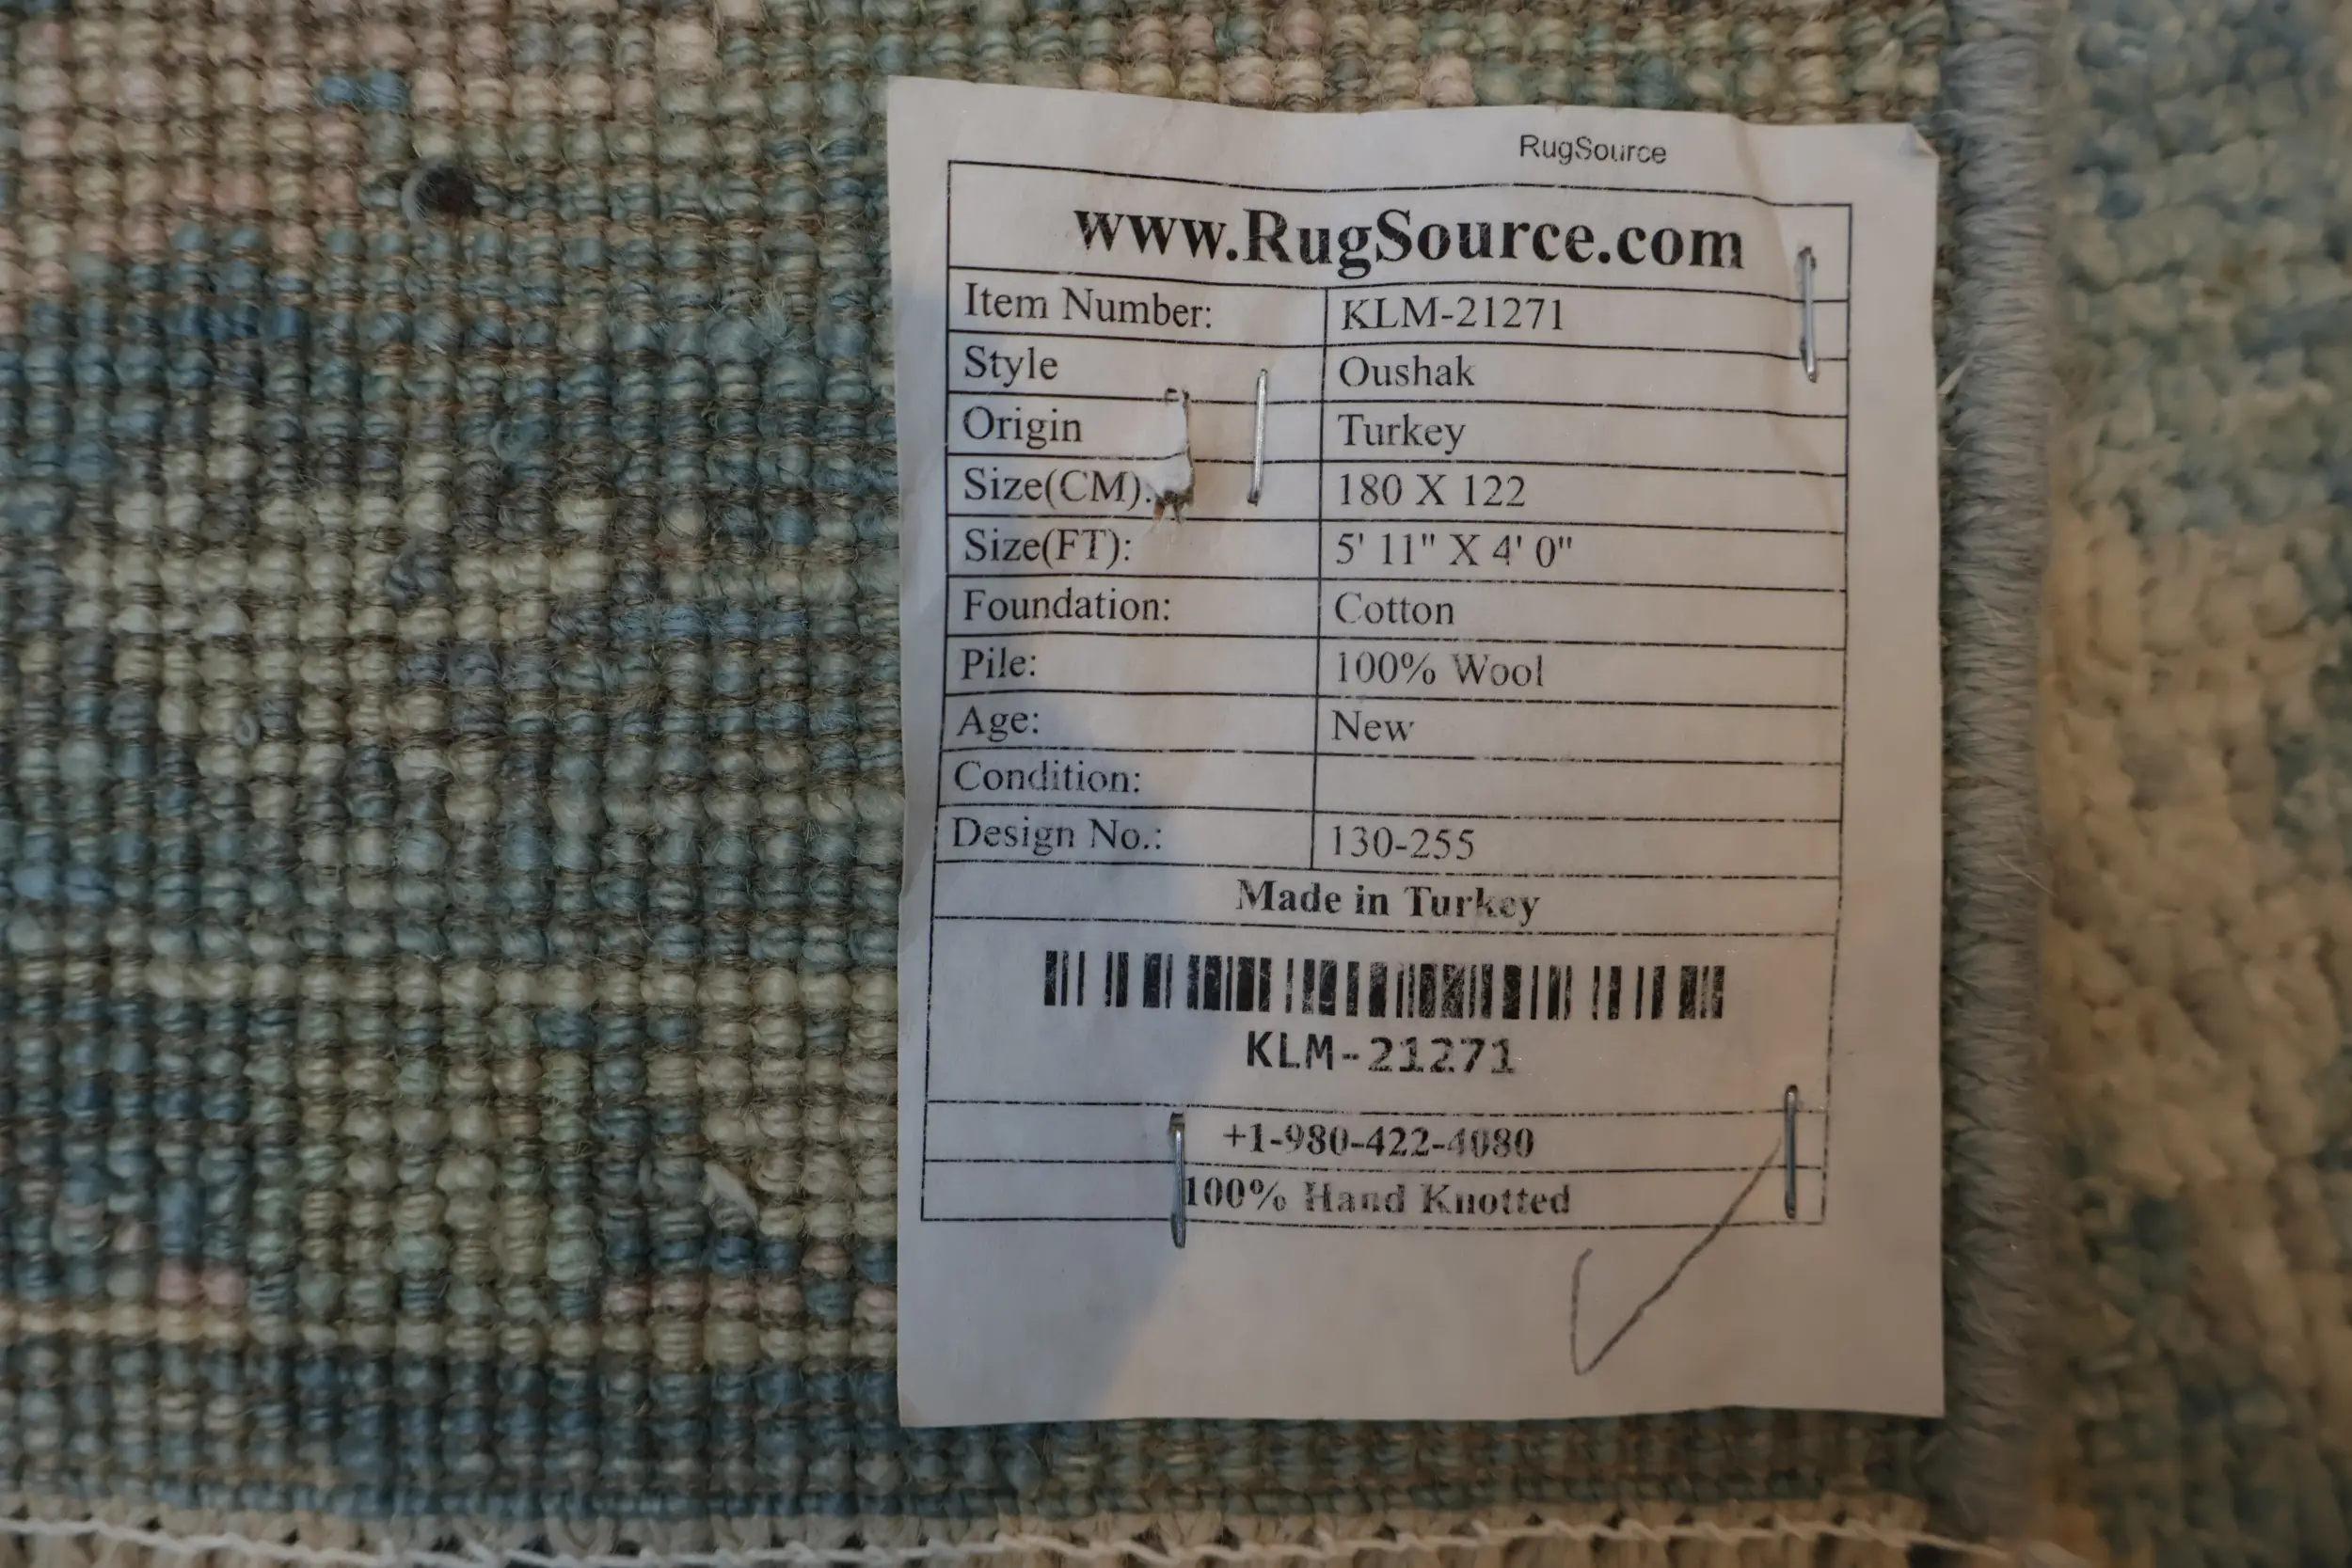 RugSource
www.RugSource.com
Item Number: KLM-21271
Style Oushak
Origin Turkey
Size(CM): 180 X 122
Size(FT): 5' 11" X 4' 0"
Foundation: Cotton
Pile: 100% Wool
Age: New
Condition:
Design No.: 130-255
Made in Turkey
KLM-21271
+1-980-422-4080
100% Hand Knotted